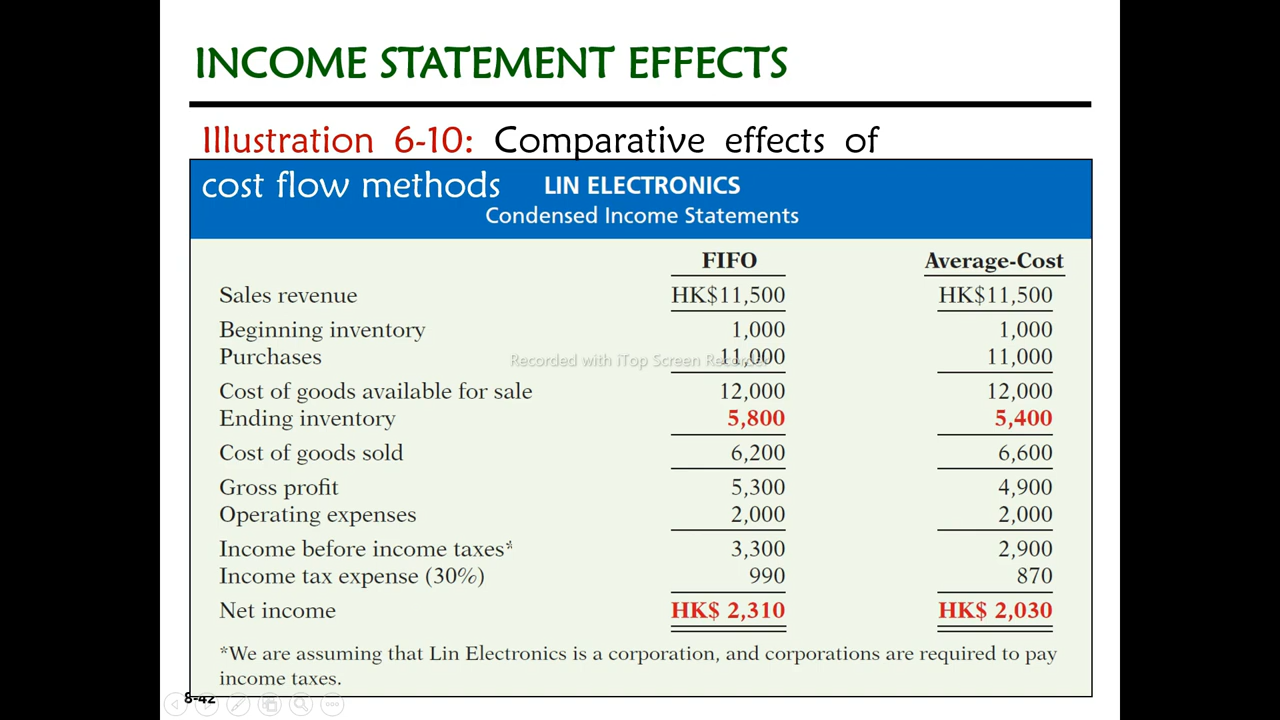 INCOME STATEMENT EFFECTS
Illustration 6-10: Comparative effects of
cost flow methods
LIN ELECTRONICS
Condensed Income Statements
FIFO Average-Cost
Sales revenue HK$11,500 HK$11,500
Beginning inventory 1,000 1,000
Purchases 11,000 11,000
Recorded with iTop Screen Recorder
Cost of goods available for sale 12,000 12,000
Ending inventory 5,800 5,400
Cost of goods sold 6,200 6,600
Gross profit 5,300 4,900
Operating expenses 2,000 2,000
Income before income taxes* 3,300 2,900
Income tax expense (30%) 990 870
Net income HK$ 2,310 HK$ 2,030
*We are assuming that Lin Electronics is a corporation, and corporations are required to pay
income taxes.
8-42